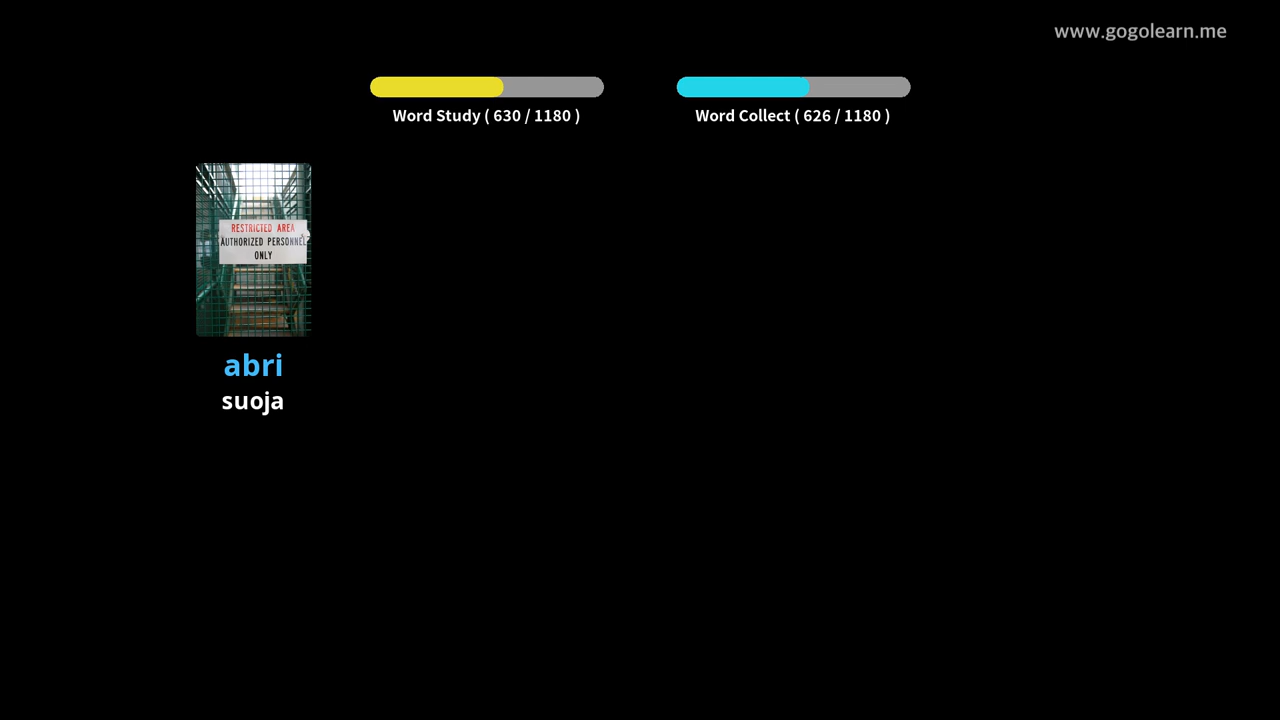 www.gogolearn.me
Word Study ( 630 / 1180 )
Word Collect ( 626 / 1180 )
RESTRICTED AREA
AUTHORIZED PERSONNEL
ONLY
abri
suoja